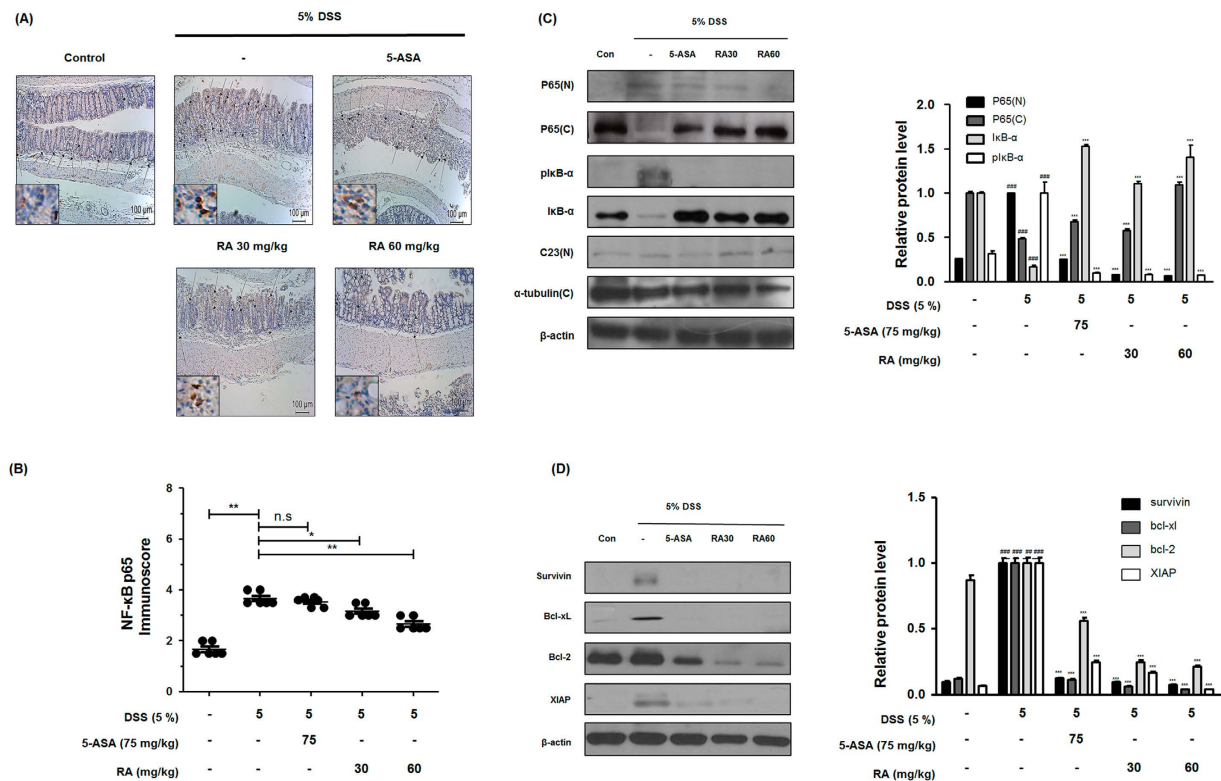 (A)
5% DSS
Control - 5-ASA
100 μm 100 μm 100 μm
RA 30 mg/kg RA 60 mg/kg
100 μm 100 μm
(B)
NF-kB p65
Immunoscore
8
6
4
2
0
** n.s
*
**
DSS (5 %) - 5 5 5 5
5-ASA (75 mg/kg) - - 75 - -
RA (mg/kg) - - - 30 60
(C)
5% DSS
Con - 5-ASA RA30 RA60
P65(N)
P65(C)
pIκB-α
IκB-α
C23(N)
α-tubulin(C)
β-actin
Relative protein level
2.0
1.5
1.0
0.5
0.0
P65(N)
P65(C)
IκB-α
pIκB-α
### ### ### ###
*** *** *** ***
*** *** *** ***
*** *** *** ***
DSS (5 %) - 5 5 5 5
5-ASA (75 mg/kg) - - 75 - -
RA (mg/kg) - - - 30 60
(D)
5% DSS
Con - 5-ASA RA30 RA60
Survivin
Bcl-xL
Bcl-2
XIAP
β-actin
Relative protein level
1.5
1.0
0.5
0.0
survivin
bcl-xl
bcl-2
XIAP
### ### ## ###
*** *** *** ***
*** *** *** ***
*** *** *** ***
DSS (5 %) - 5 5 5 5
5-ASA (75 mg/kg) - - 75 - -
RA (mg/kg) - - - 30 60